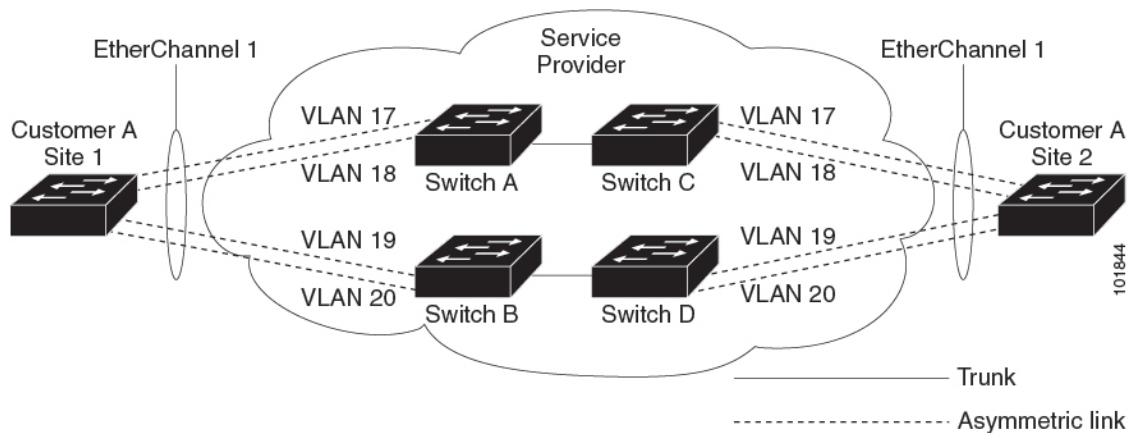 EtherChannel 1
Service
Provider
EtherChannel 1
Customer A
Site 1
VLAN 17
VLAN 18
Switch A
Switch C
VLAN 17
VLAN 18
Customer A
Site 2
VLAN 19
VLAN 20
Switch B
Switch D
VLAN 19
VLAN 20
101844
Trunk
Asymmetric link